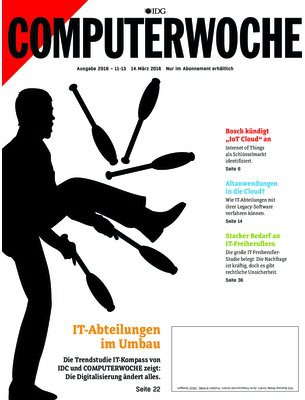 IDG
COMPUTERWOCHE
Ausgabe 2016 – 11-13 14. März 2016 Nur im Abonnement erhältlich
Bosch kündigt
„IoT Cloud“ an
Internet of Things
als Schlüsselmarkt
identifiziert.
Seite 6
Altanwendungen
in die Cloud?
Wie IT-Abteilungen mit
ihrer Legacy-Software
verfahren können.
Seite 14
Starker Bedarf an
IT-Freiberuflern
Die große IT-Freiberufler-
Studie belegt: Die Nachfrage
ist kräftig, doch es gibt
rechtliche Unsicherheit.
Seite 36
IT-Abteilungen
im Umbau
Die Trendstudie IT-Kompass von
IDC und COMPUTERWOCHE zeigt:
Die Digitalisierung ändert alles.
Seite 22